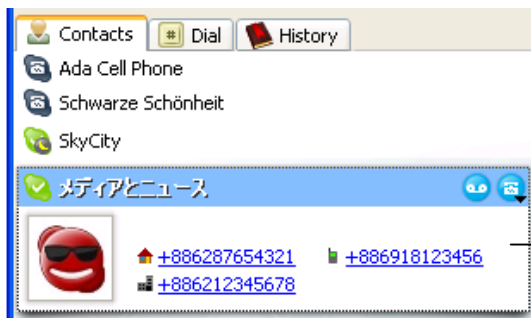 Contacts # Dial History
Ada Cell Phone
Schwarze Schönheit
SkyCity
メディアとニュース
+886287654321 +886918123456
+886212345678